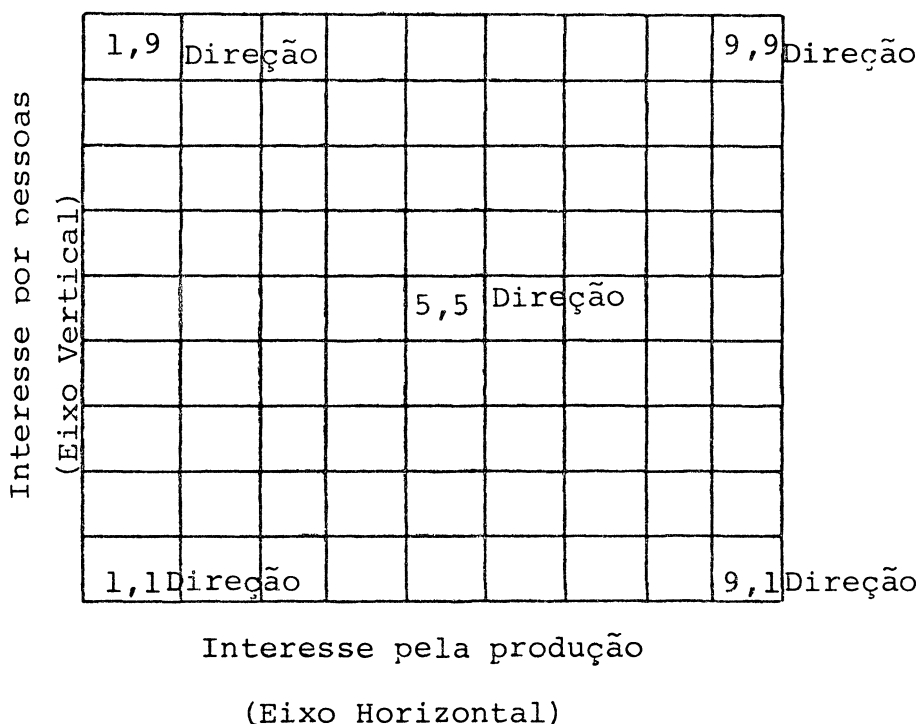 1,9 Direção
9,9 Direção
Interesse por pessoas
(Eixo Vertical)
5,5 Direção
1,1 Direção
9,1 Direção
Interesse pela produção
(Eixo Horizontal)